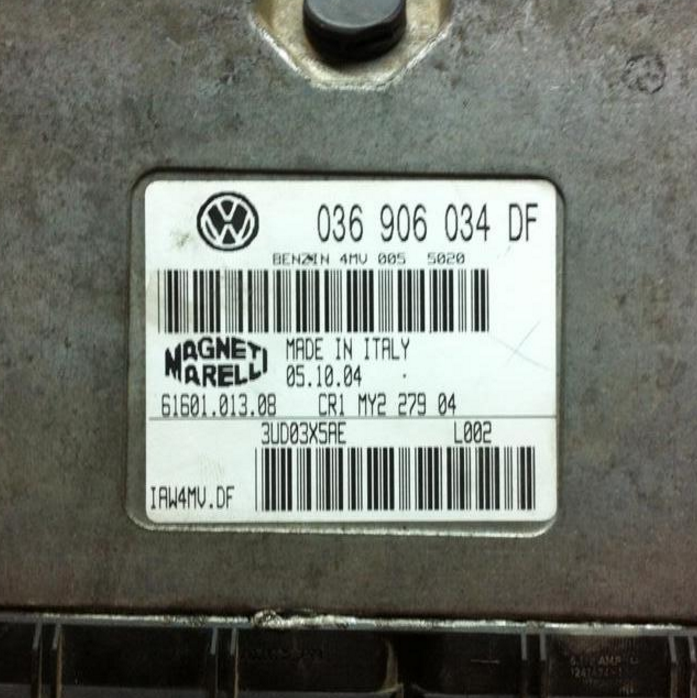 036 906 034 DF
BENZIN 4MV 005 5020
MAGNETI
MARELLI
MADE IN ITALY
05.10.04
61601.013.08 CR1 MY2 279 04
3UD03X5AE L002
IAW4MV.DF